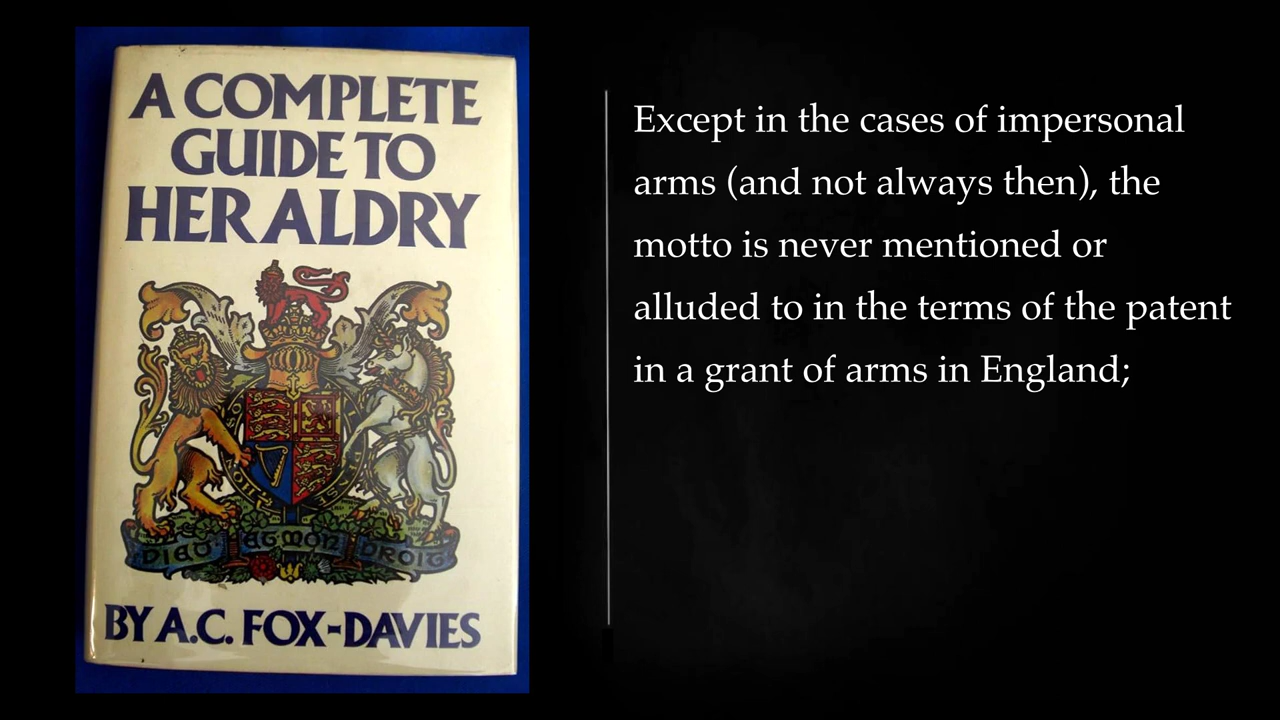 A COMPLETE
GUIDE TO
HERALDRY
DIEU ET MON DROIT
BY A.C. FOX-DAVIES
Except in the cases of impersonal
arms (and not always then), the
motto is never mentioned or
alluded to in the terms of the patent
in a grant of arms in England;